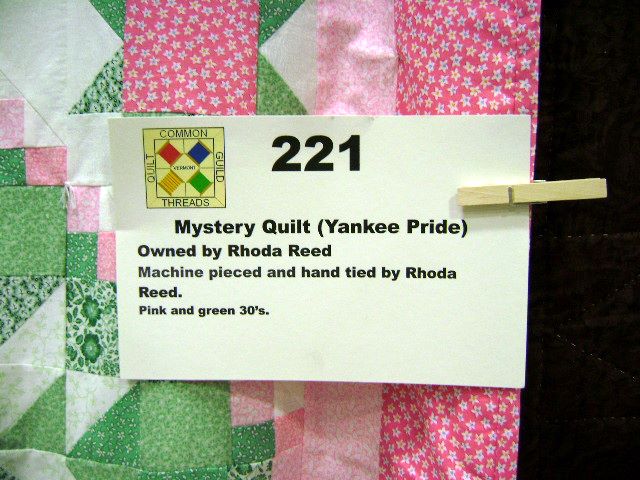 COMMON
QUILT
VERMONT
GUILD
THREADS
221
Mystery Quilt (Yankee Pride)
Owned by Rhoda Reed
Machine pieced and hand tied by Rhoda
Reed.
Pink and green 30's.